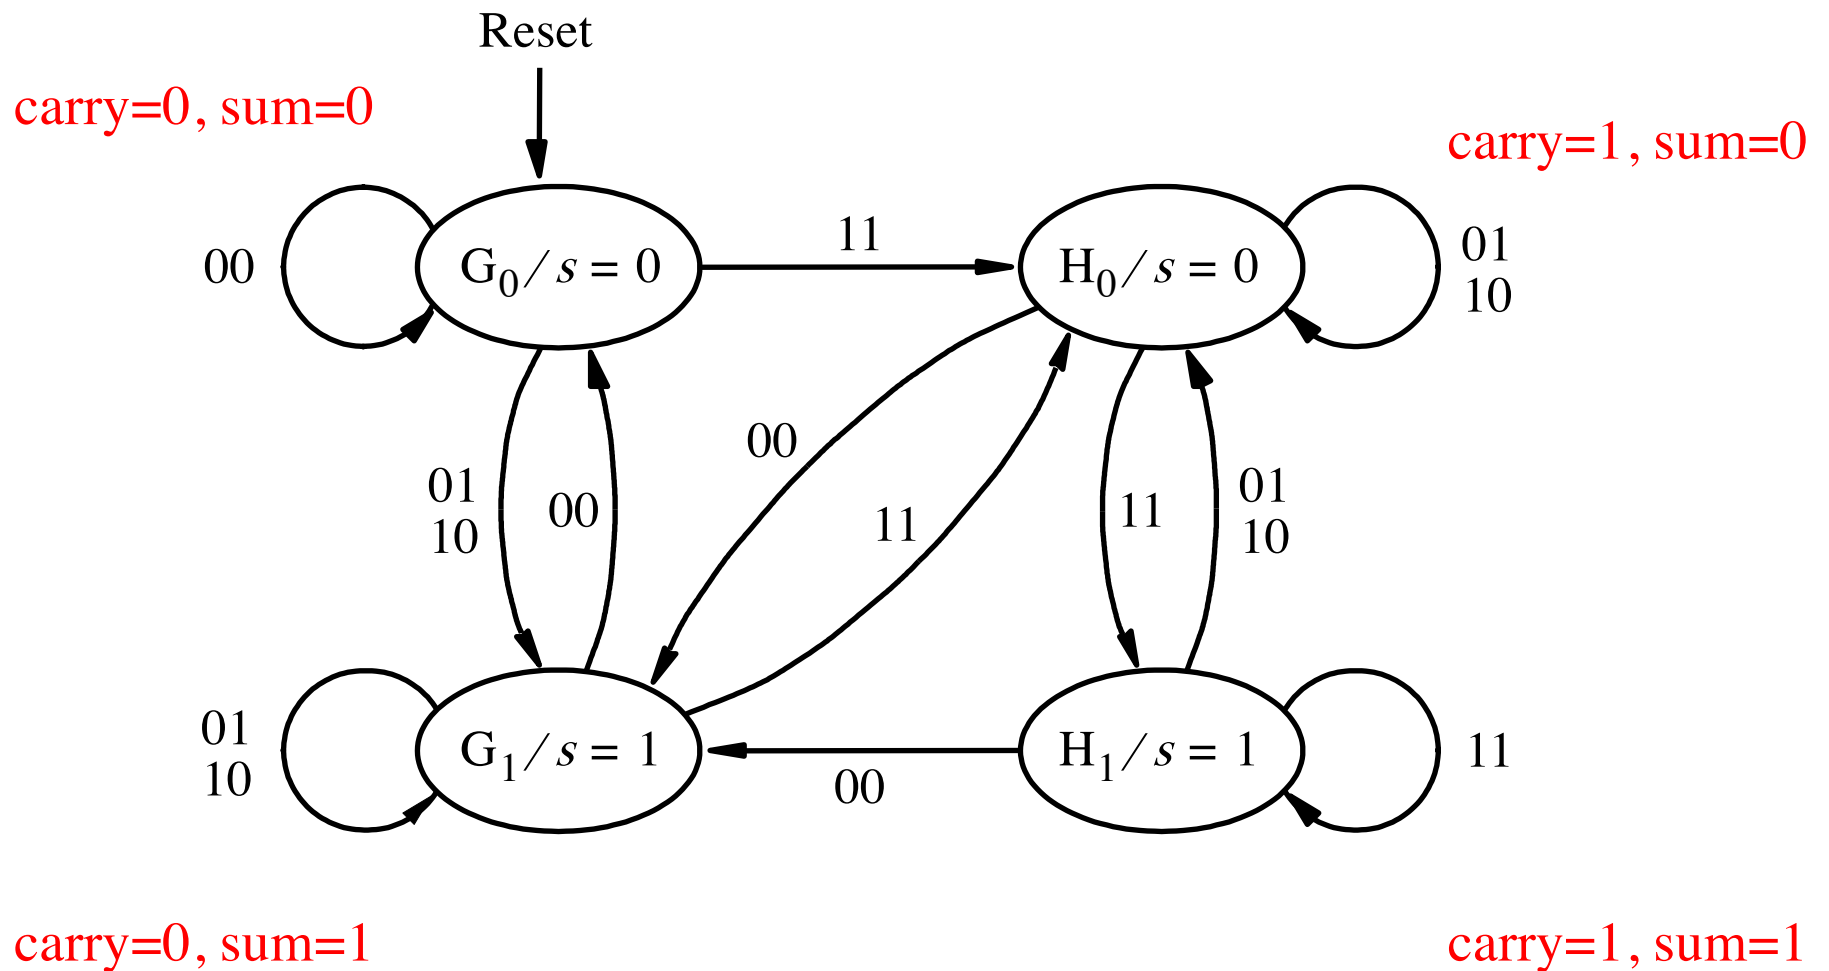 Reset
carry=0, sum=0
carry=1, sum=0
11
00
G₀/s = 0
H₀/s = 0
01
10
00
01
10
00
11
11
01
10
01
10
G₁/s = 1
H₁/s = 1
11
00
carry=0, sum=1
carry=1, sum=1